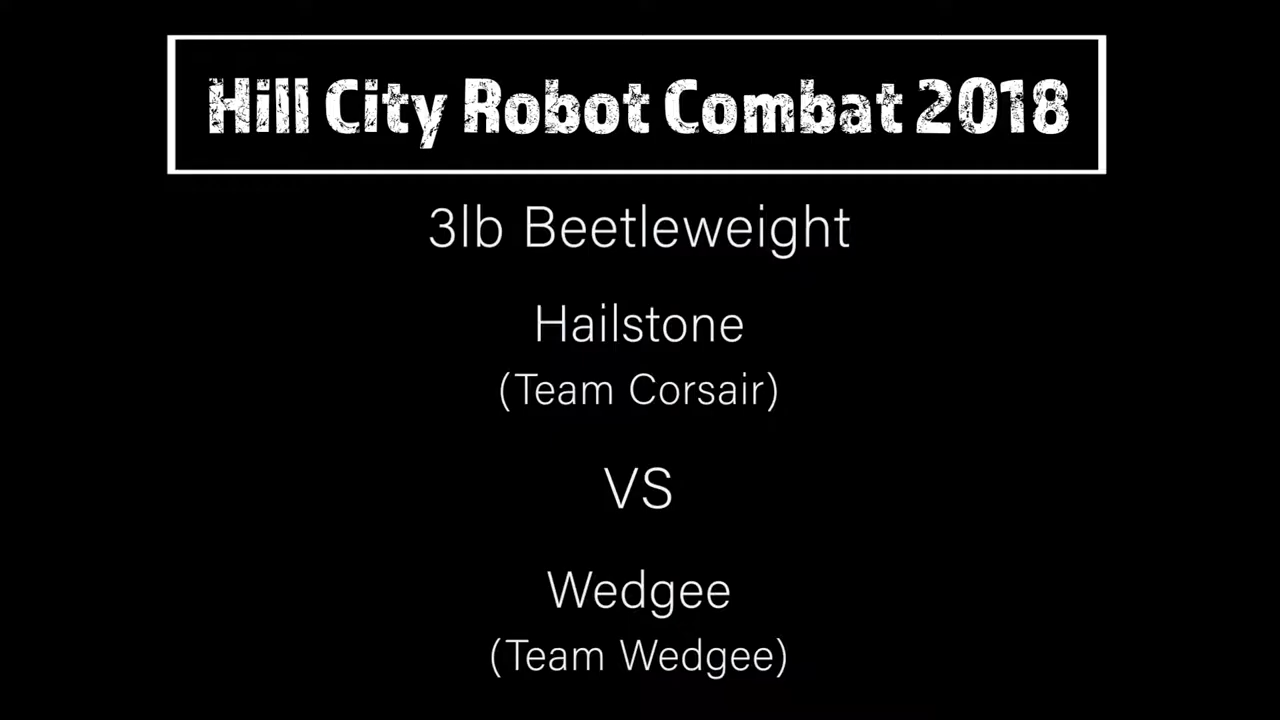 Hill City Robot Combat 2018
3lb Beetleweight
Hailstone
(Team Corsair)
VS
Wedgee
(Team Wedgee)